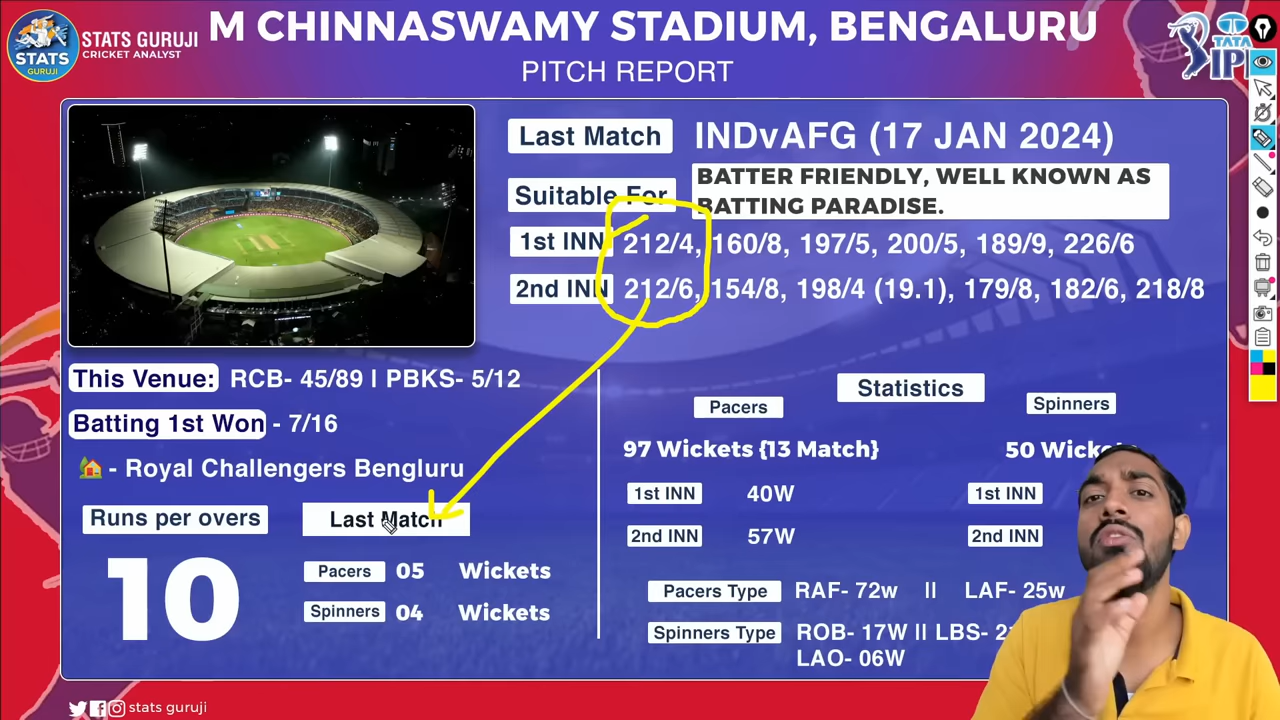 M CHINNASWAMY STADIUM, BENGALURU
PITCH REPORT
STATS GURUJI
CRICKET ANALYST
STATS
GURUJI
TATA
IPL
Last Match INDvAFG (17 JAN 2024)
Suitable For BATTER FRIENDLY, WELL KNOWN AS
BATTING PARADISE.
1st INN 212/4, 160/8, 197/5, 200/5, 189/9, 226/6
2nd INN 212/6, 154/8, 198/4 (19.1), 179/8, 182/6, 218/8
This Venue: RCB- 45/89 I PBKS- 5/12
Batting 1st Won - 7/16
- Royal Challengers Bengluru
Runs per overs
10
Last Match
Pacers 05 Wickets
Spinners 04 Wickets
Statistics
Pacers
97 Wickets {13 Match}
1st INN 40W
2nd INN 57W
Spinners
50
1st INN
2nd INN
Pacers Type RAF- 72w II LAF- 25w
Spinners Type ROB- 17W II LBS-
LAO- 06W
stats guruji